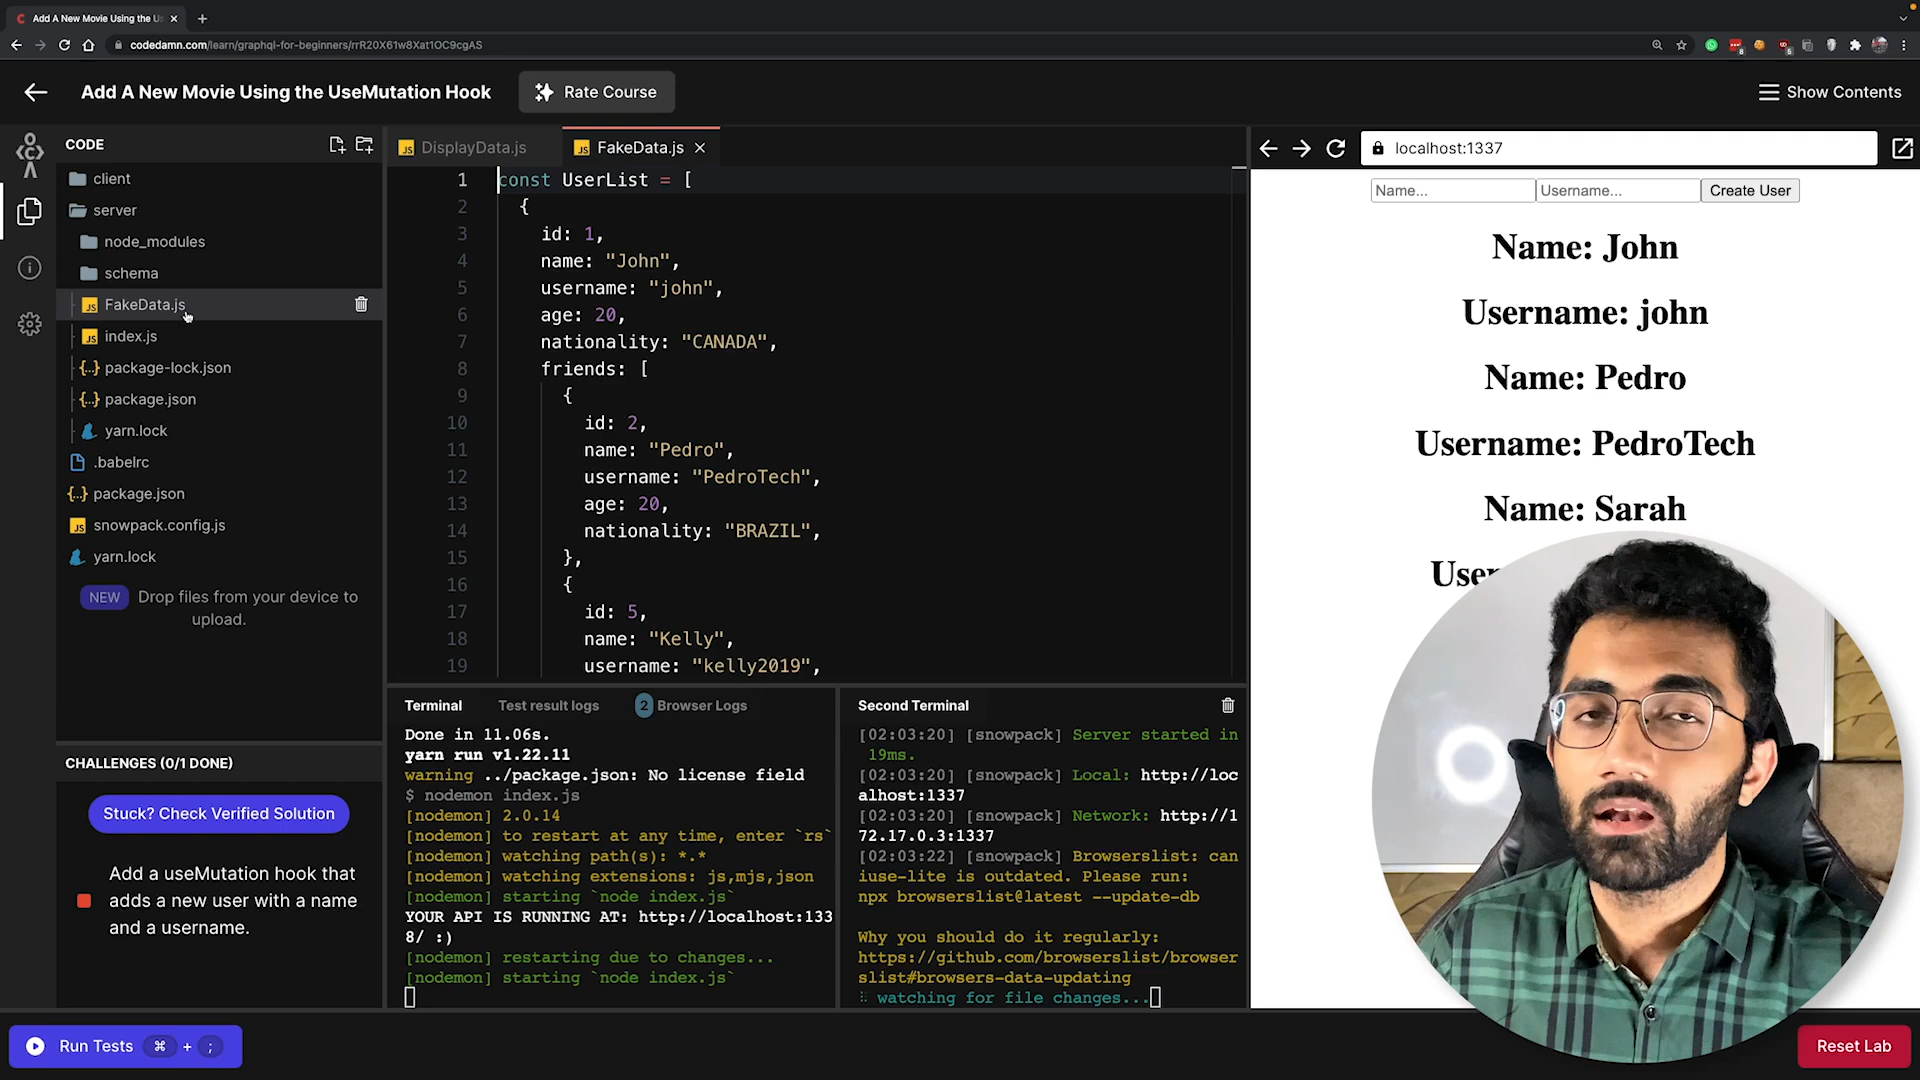 Add A New Movie Using the Us
codedamn.com/learn/graphql-for-beginners/rrR20X61w8Xat1OC9cgAS
Add A New Movie Using the UseMutation Hook
Rate Course
Show Contents
CODE
client
server
node_modules
schema
FakeData.js
index.js
package-lock.json
package.json
yarn.lock
.babelrc
package.json
snowpack.config.js
yarn.lock
NEW Drop files from your device to
upload.
CHALLENGES (0/1 DONE)
Stuck? Check Verified Solution
Add a useMutation hook that
adds a new user with a name
and a username.
Run Tests ⌘ + ;
DisplayData.js
FakeData.js
1 const UserList = [
2 {
3 id: 1,
4 name: "John",
5 username: "john",
6 age: 20,
7 nationality: "CANADA",
8 friends: [
9 {
10 id: 2,
11 name: "Pedro",
12 username: "PedroTech",
13 age: 20,
14 nationality: "BRAZIL",
15 },
16 {
17 id: 5,
18 name: "Kelly",
19 username: "kelly2019",
Terminal
Test result logs
2 Browser Logs
Done in 11.06s.
yarn run v1.22.11
warning ../package.json: No license field
$ nodemon index.js
[nodemon] 2.0.14
[nodemon] to restart at any time, enter `rs`
[nodemon] watching path(s): *.*
[nodemon] watching extensions: js,mjs,json
[nodemon] starting `node index.js`
YOUR API IS RUNNING AT: http://localhost:133
8/ :)
[nodemon] restarting due to changes...
[nodemon] starting `node index.js`
Second Terminal
[02:03:20] [snowpack] Server started in
19ms.
[02:03:20] [snowpack] Local: http://loc
alhost:1337
[02:03:20] [snowpack] Network: http://1
72.17.0.3:1337
[02:03:22] [snowpack] Browserslist: can
iuse-lite is outdated. Please run:
npx browserslist@latest --update-db
Why you should do it regularly:
https://github.com/browserslist/browser
slist#browsers-data-updating
watching for file changes...
localhost:1337
Name...
Username...
Create User
Name: John
Username: john
Name: Pedro
Username: PedroTech
Name: Sarah
Reset Lab